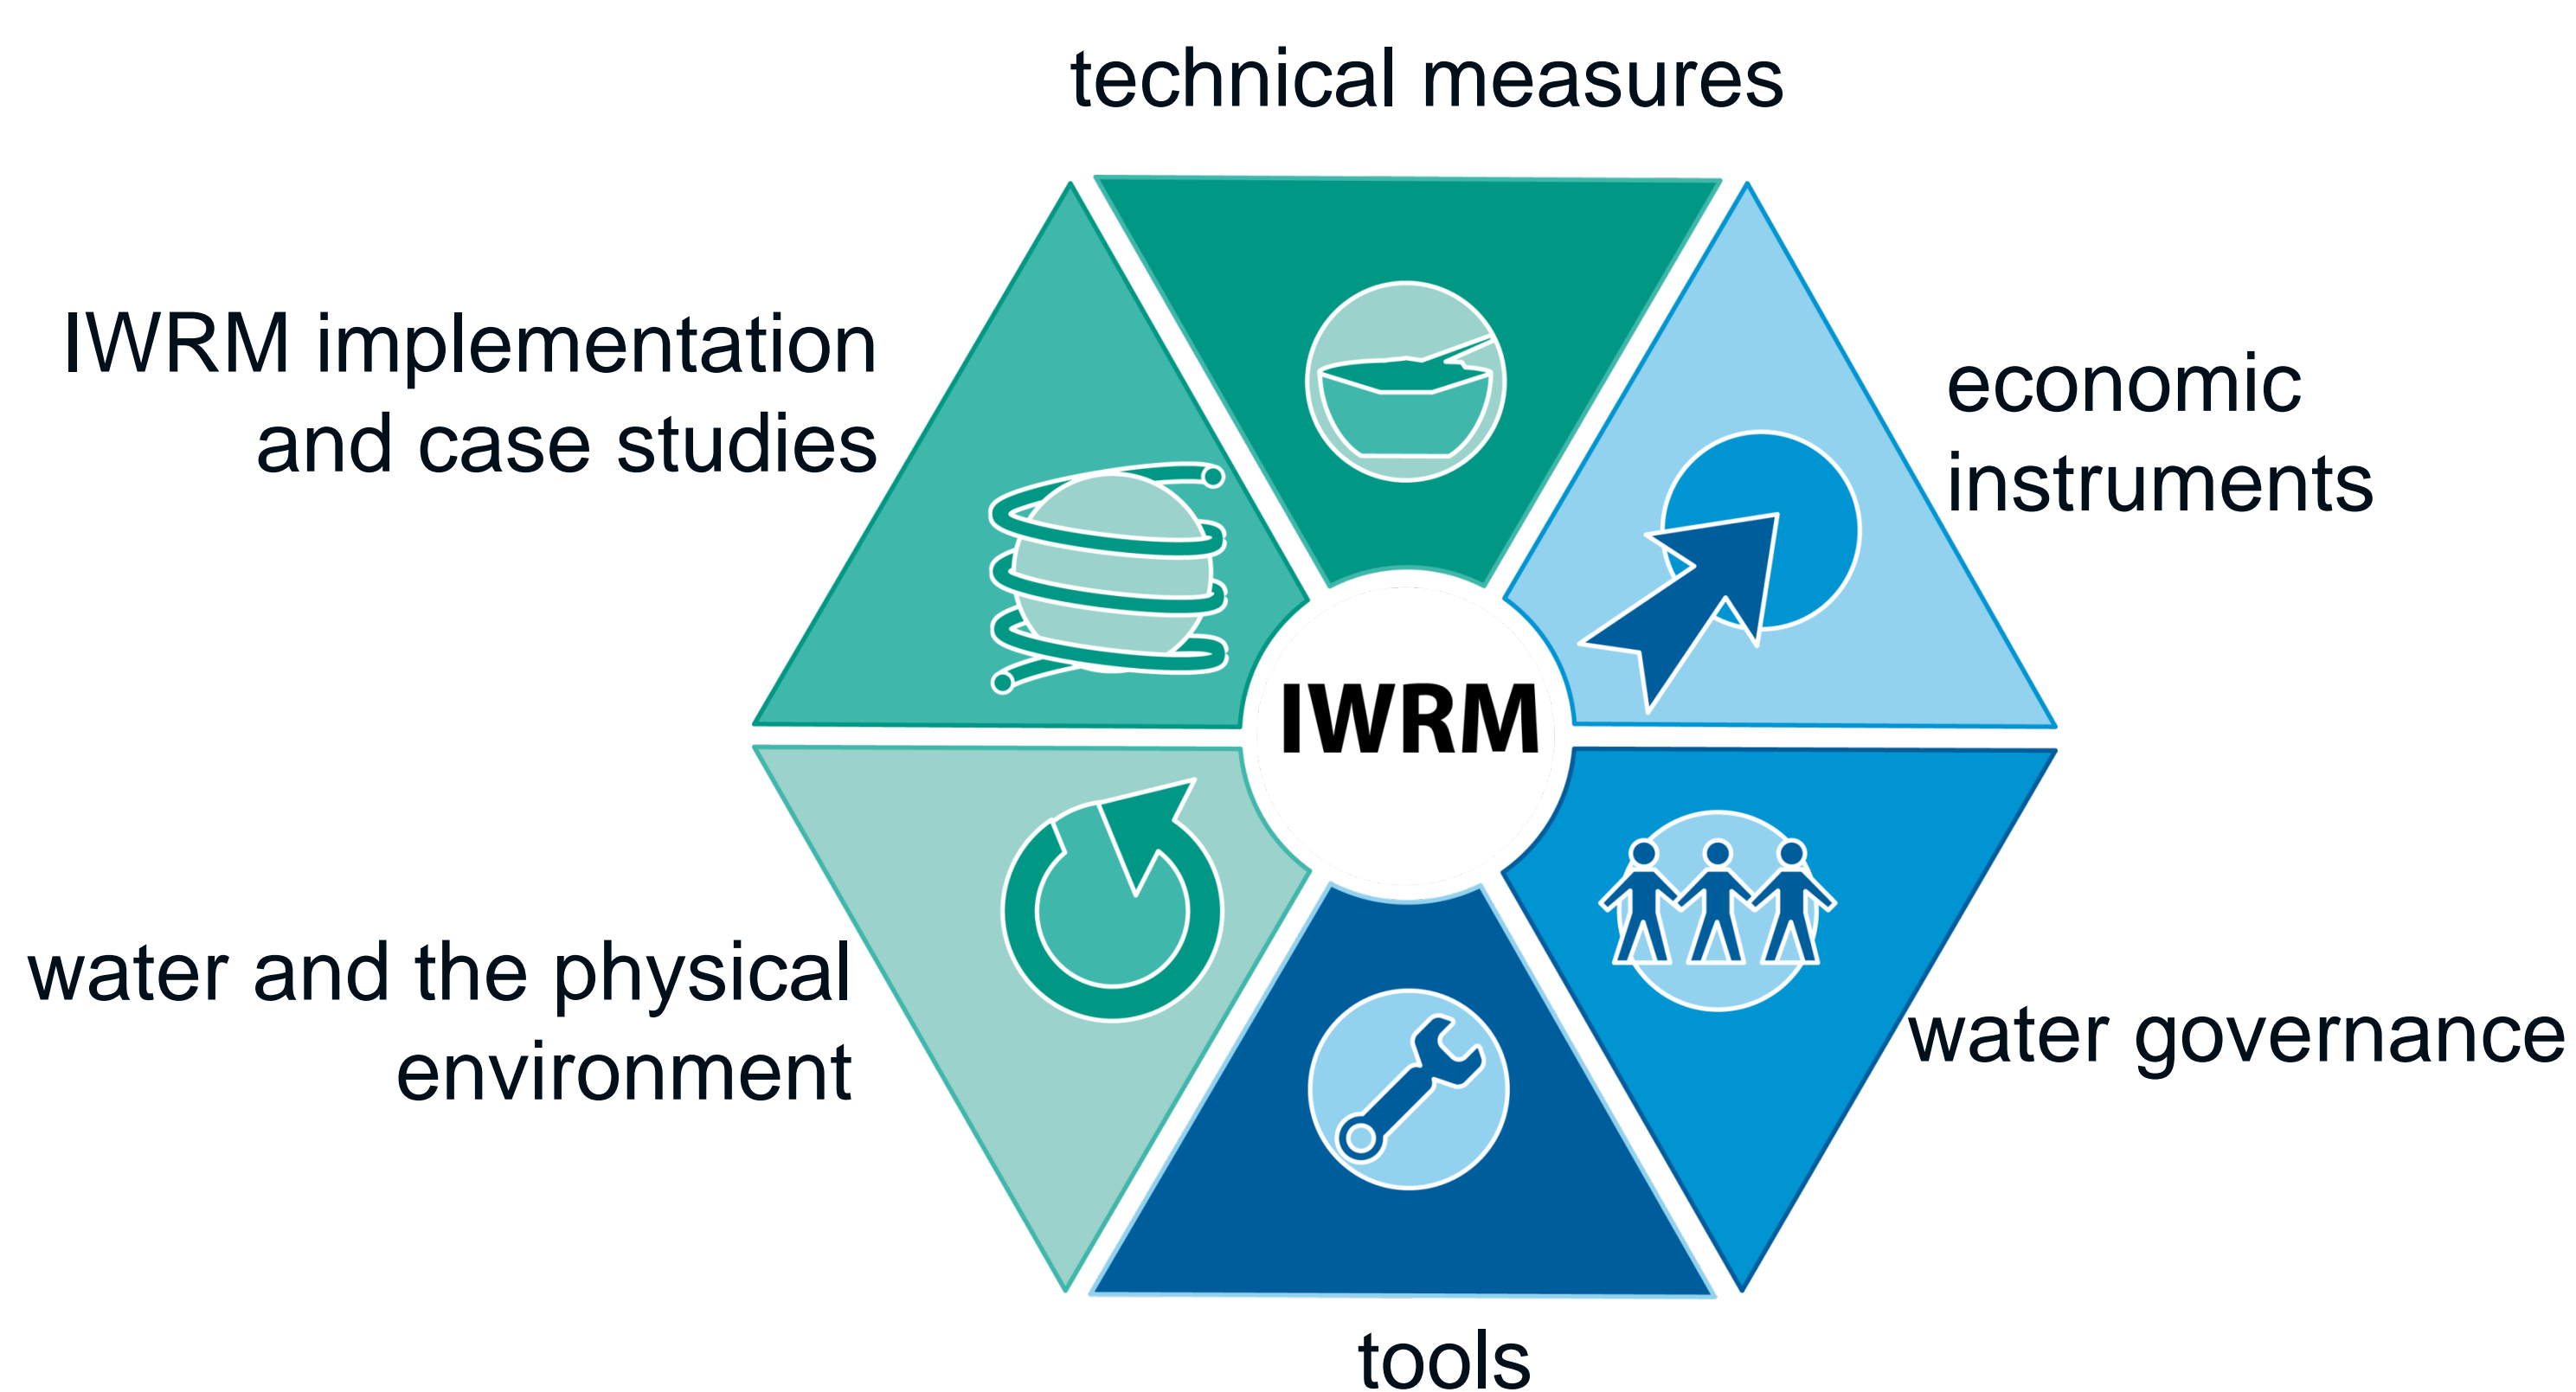 technical measures
IWRM implementation
and case studies
economic
instruments
IWRM
water and the physical
environment
water governance
tools